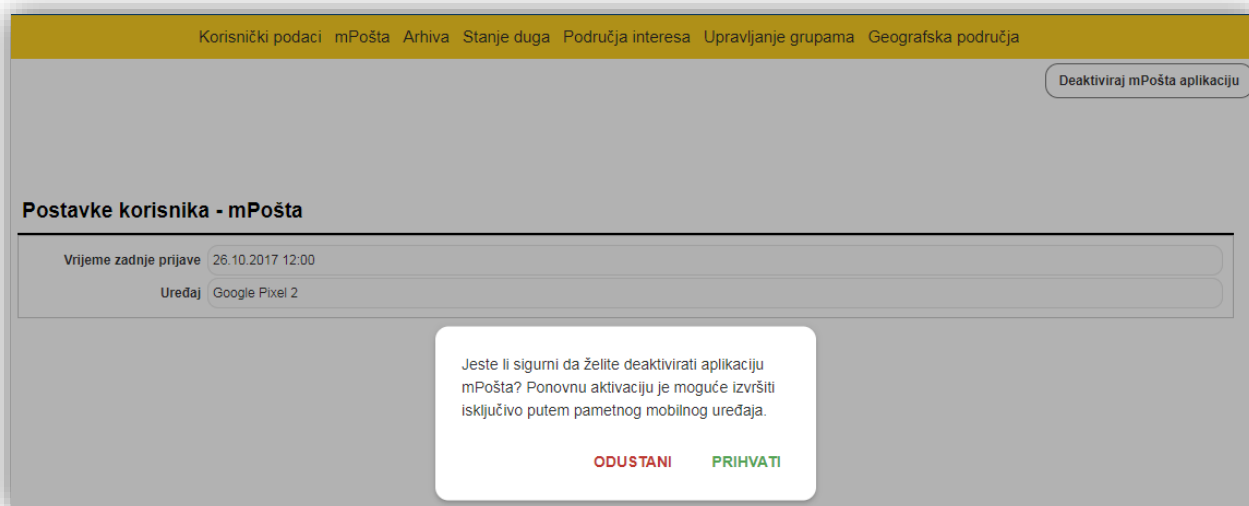 Korisnički podaci mPošta Arhiva Stanje duga Područja interesa Upravljanje grupama Geografska područja
Deaktiviraj mPošta aplikaciju
Postavke korisnika - mPošta
Vrijeme zadnje prijave 26.10.2017 12:00
Uređaj Google Pixel 2
Jeste li sigurni da želite deaktivirati aplikaciju
mPošta? Ponovnu aktivaciju je moguće izvršiti
isključivo putem pametnog mobilnog uređaja.
ODUSTANI PRIHVATI